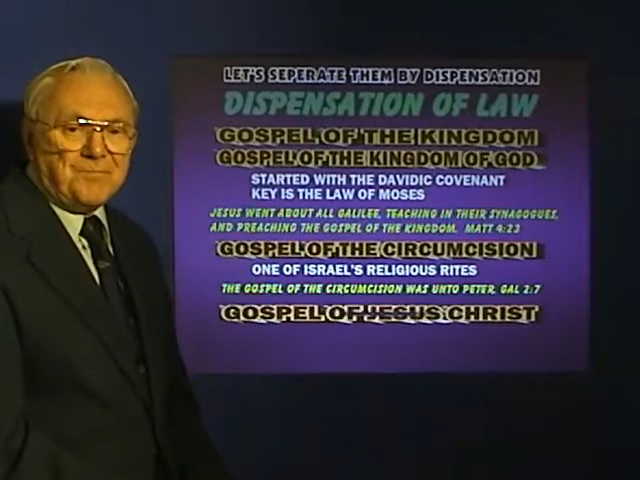 LET'S SEPERATE THEM BY DISPENSATION
DISPENSATION OF LAW
GOSPEL OF THE KINGDOM
GOSPEL OF THE KINGDOM OF GOD
STARTED WITH THE DAVIDIC COVENANT
KEY IS THE LAW OF MOSES
JESUS WENT ABOUT ALL GALILEE, TEACHING IN THEIR SYNAGOGUES,
AND PREACHING THE GOSPEL OF THE KINGDOM. MATT 4:23
GOSPEL OF THE CIRCUMCISION
ONE OF ISRAEL'S RELIGIOUS RITES
THE GOSPEL OF THE CIRCUMCISION WAS UNTO PETER. GAL 2:7
GOSPEL OF JESUS CHRIST